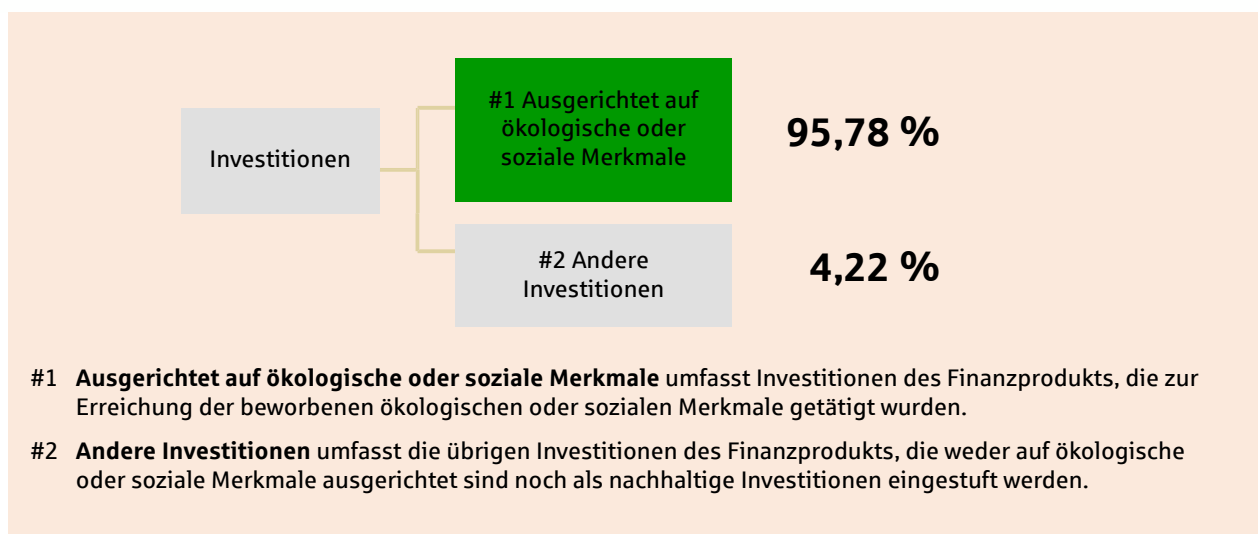 Investitionen
#1 Ausgerichtet auf
ökologische oder
soziale Merkmale
95,78 %
#2 Andere
Investitionen
4,22 %
#1 Ausgerichtet auf ökologische oder soziale Merkmale umfasst Investitionen des Finanzprodukts, die zur
Erreichung der beworbenen ökologischen oder sozialen Merkmale getätigt wurden.
#2 Andere Investitionen umfasst die übrigen Investitionen des Finanzprodukts, die weder auf ökologische
oder soziale Merkmale ausgerichtet sind noch als nachhaltige Investitionen eingestuft werden.